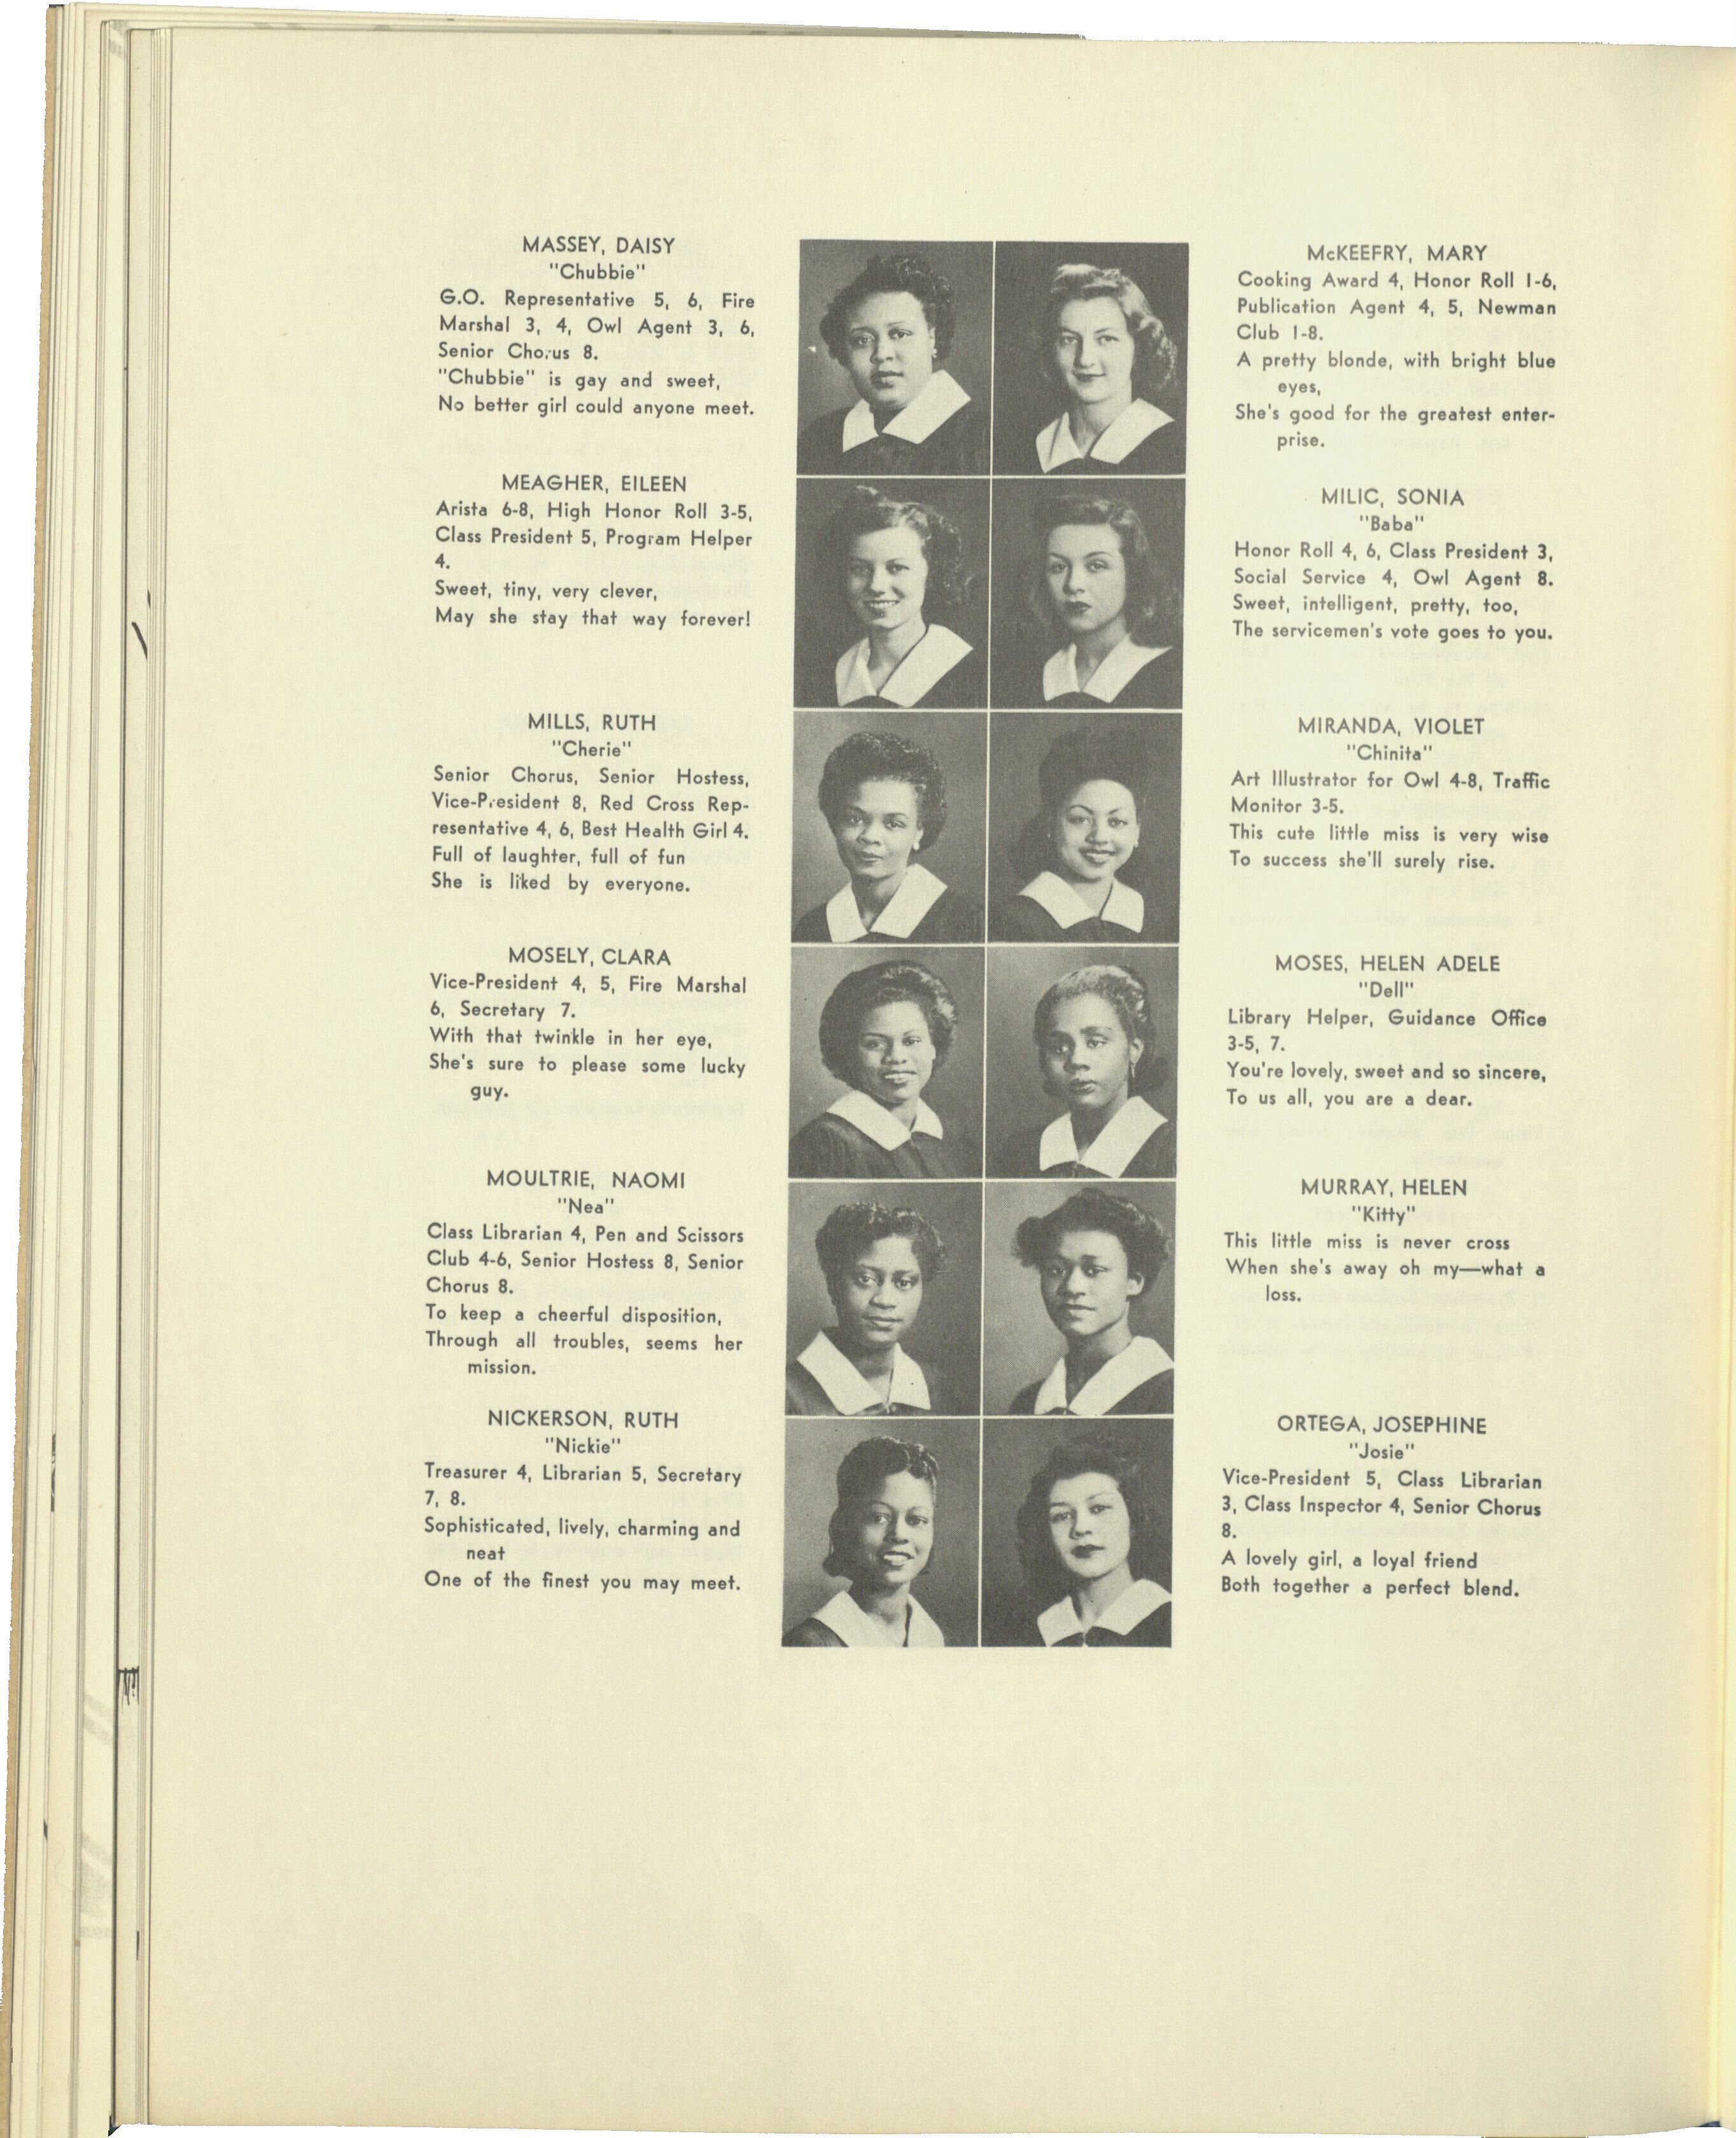 MASSEY, DAISY
"Chubbie"
G.O. Representative 5, 6, Fire
Marshal 3, 4, Owl Agent 3, 6,
Senior Chorus 8.
"Chubbie" is gay and sweet,
No better girl could anyone meet.
McKEEFRY, MARY
Cooking Award 4, Honor Roll 1-6,
Publication Agent 4, 5, Newman
Club 1-8.
A pretty blonde, with bright blue
eyes,
She's good for the greatest enter-
prise.
MEAGHER, EILEEN
Arista 6-8, High Honor Roll 3-5,
Class President 5, Program Helper
4.
Sweet, tiny, very clever,
May she stay that way forever!
MILIC, SONIA
"Baba"
Honor Roll 4, 6, Class President 3,
Social Service 4, Owl Agent 8.
Sweet, intelligent, pretty, too,
The servicemen's vote goes to you.
MILLS, RUTH
"Cherie"
Senior Chorus, Senior Hostess,
Vice-President 8, Red Cross Rep-
resentative 4, 6, Best Health Girl 4.
Full of laughter, full of fun
She is liked by everyone.
MIRANDA, VIOLET
"Chinita"
Art Illustrator for Owl 4-8, Traffic
Monitor 3-5.
This cute little miss is very wise
To success she'll surely rise.
MOSELY, CLARA
Vice-President 4, 5, Fire Marshal
6, Secretary 7.
With that twinkle in her eye,
She's sure to please some lucky
guy.
MOSES, HELEN ADELE
"Dell"
Library Helper, Guidance Office
3-5, 7.
You're lovely, sweet and so sincere,
To us all, you are a dear.
MOULTRIE, NAOMI
"Nea"
Class Librarian 4, Pen and Scissors
Club 4-6, Senior Hostess 8, Senior
Chorus 8.
To keep a cheerful disposition,
Through all troubles, seems her
mission.
MURRAY, HELEN
"Kitty"
This little miss is never cross
When she's away oh my—what a
loss.
NICKERSON, RUTH
"Nickie"
Treasurer 4, Librarian 5, Secretary
7, 8.
Sophisticated, lively, charming and
neat
One of the finest you may meet.
ORTEGA, JOSEPHINE
"Josie"
Vice-President 5, Class Librarian
3, Class Inspector 4, Senior Chorus
8.
A lovely girl, a loyal friend
Both together a perfect blend.